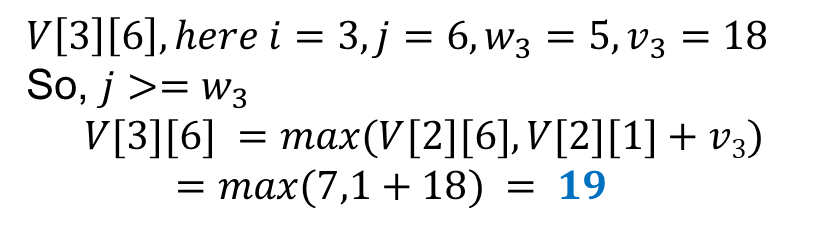 V[3][6], here i = 3, j = 6, w₃ = 5, v₃ = 18
So, j >= w₃
V[3][6] = max(V[2][6], V[2][1] + v₃)
= max(7,1 + 18) = 19